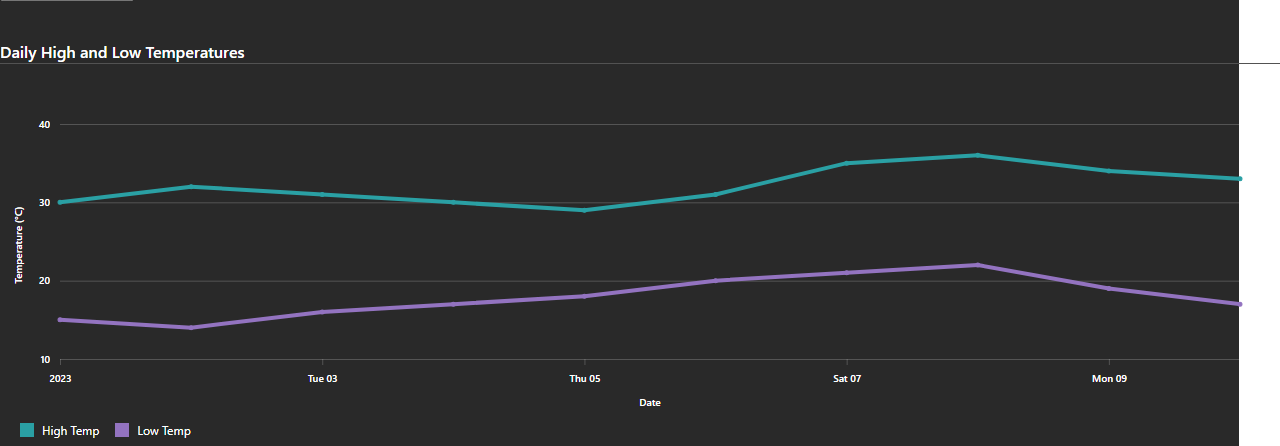 Daily High and Low Temperatures
40
30
20
10
Temperature (°C)
2023
Tue 03
Thu 05
Sat 07
Mon 09
Date
High Temp
Low Temp